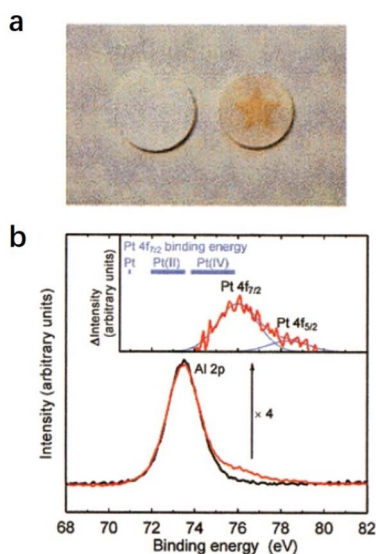 a
b
Pt 4f7/2 binding energy
Pt Pt(II) Pt(IV)
Pt 4f7/2
Pt 4f5/2
ΔIntensity
(arbitrary units)
Al 2p
× 4
Intensity (arbitrary units)
68 70 72 74 76 78 80 82
Binding energy (eV)